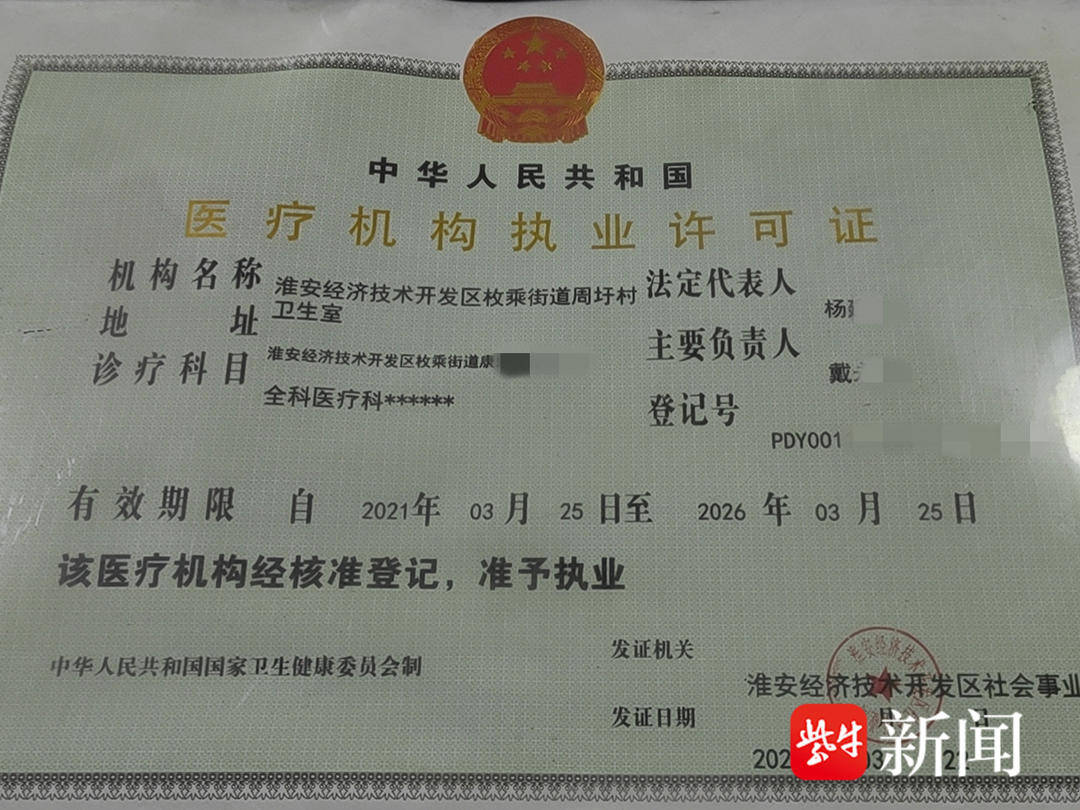 中华人民共和国
医疗机构执业许可证
机构名称 淮安经济技术开发区枚乘街道周圩村
卫生室
法定代表人 杨
地址 淮安经济技术开发区枚乘街道康
主要负责人 戴
诊疗科目 全科医疗科******
登记号 PDY001
有效期限 自 2021年 03月 25日至 2026年 03月 25日
该医疗机构经核准登记，准予执业
中华人民共和国国家卫生健康委员会制
发证机关 淮安经济技术开发区社会事业
发证日期
淮安经济技术
紫牛新闻